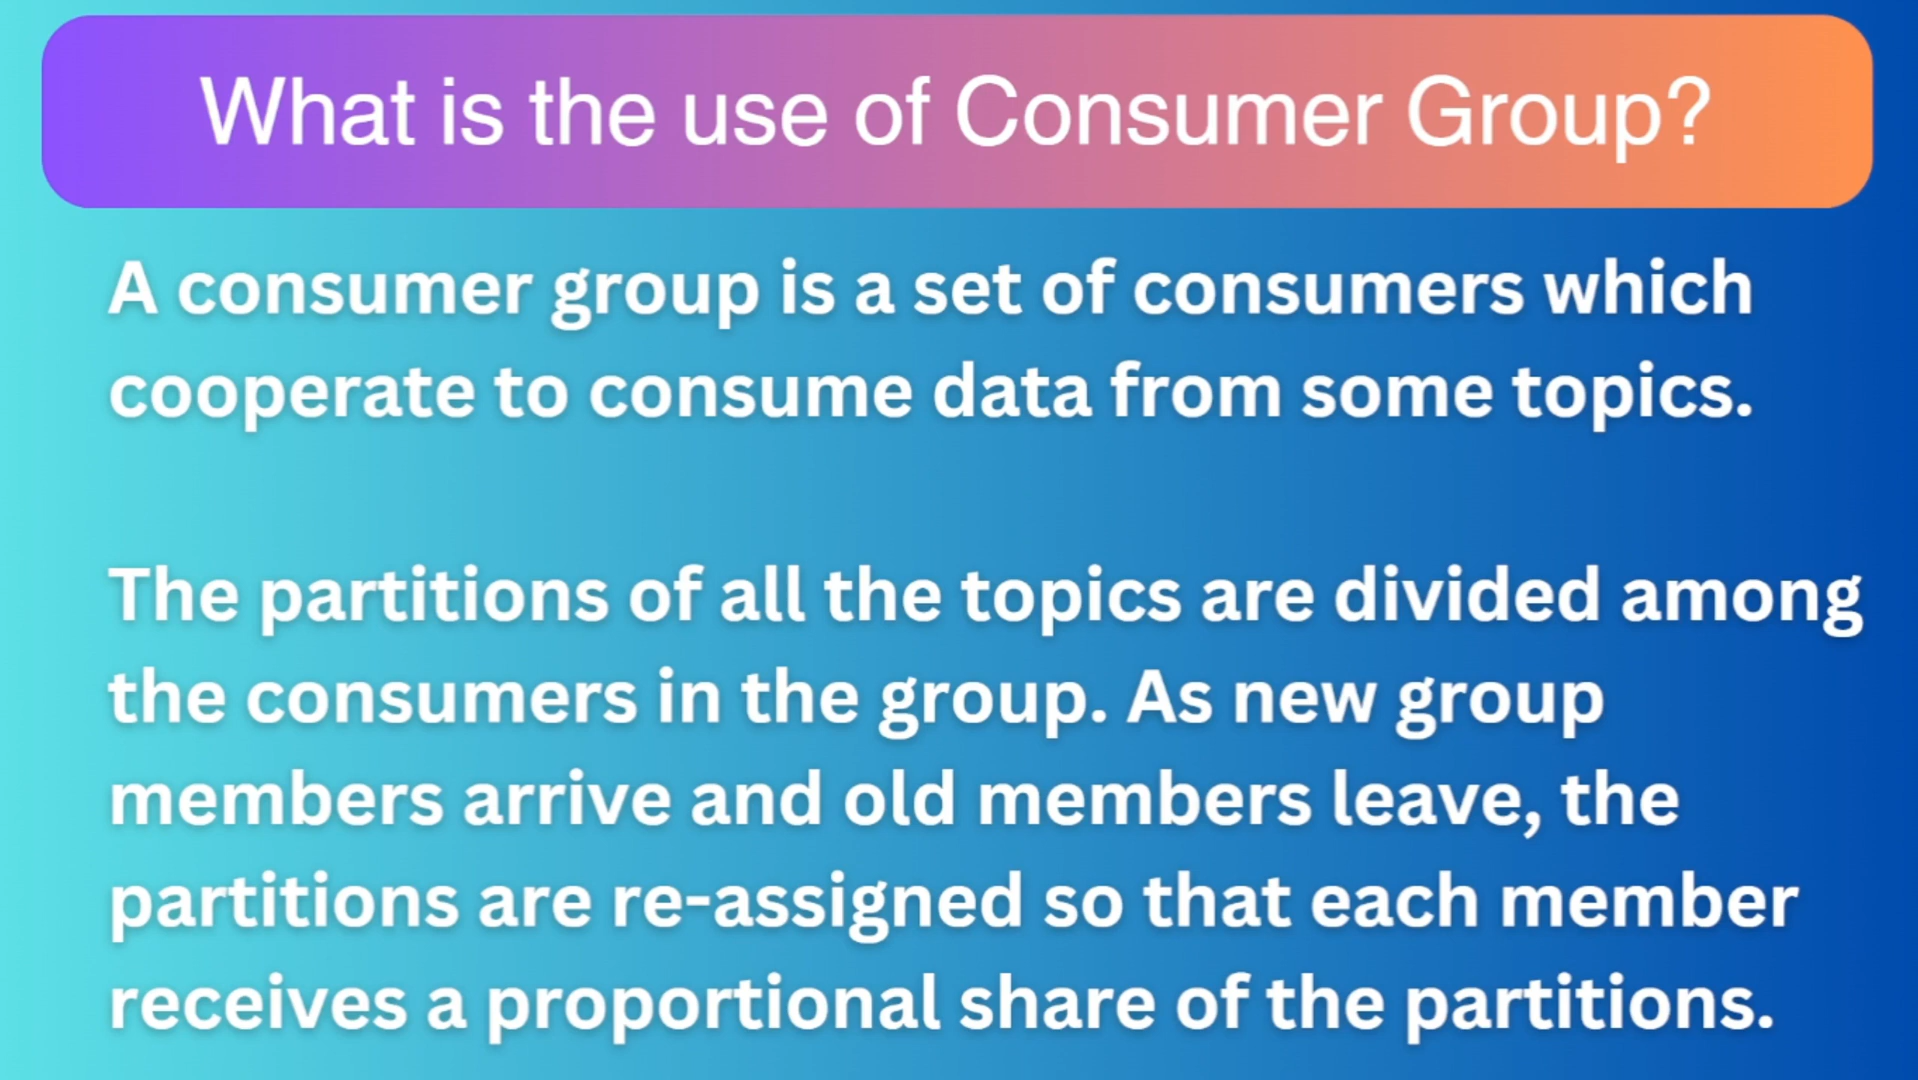 What is the use of Consumer Group?
A consumer group is a set of consumers which
cooperate to consume data from some topics.
The partitions of all the topics are divided among
the consumers in the group. As new group
members arrive and old members leave, the
partitions are re-assigned so that each member
receives a proportional share of the partitions.